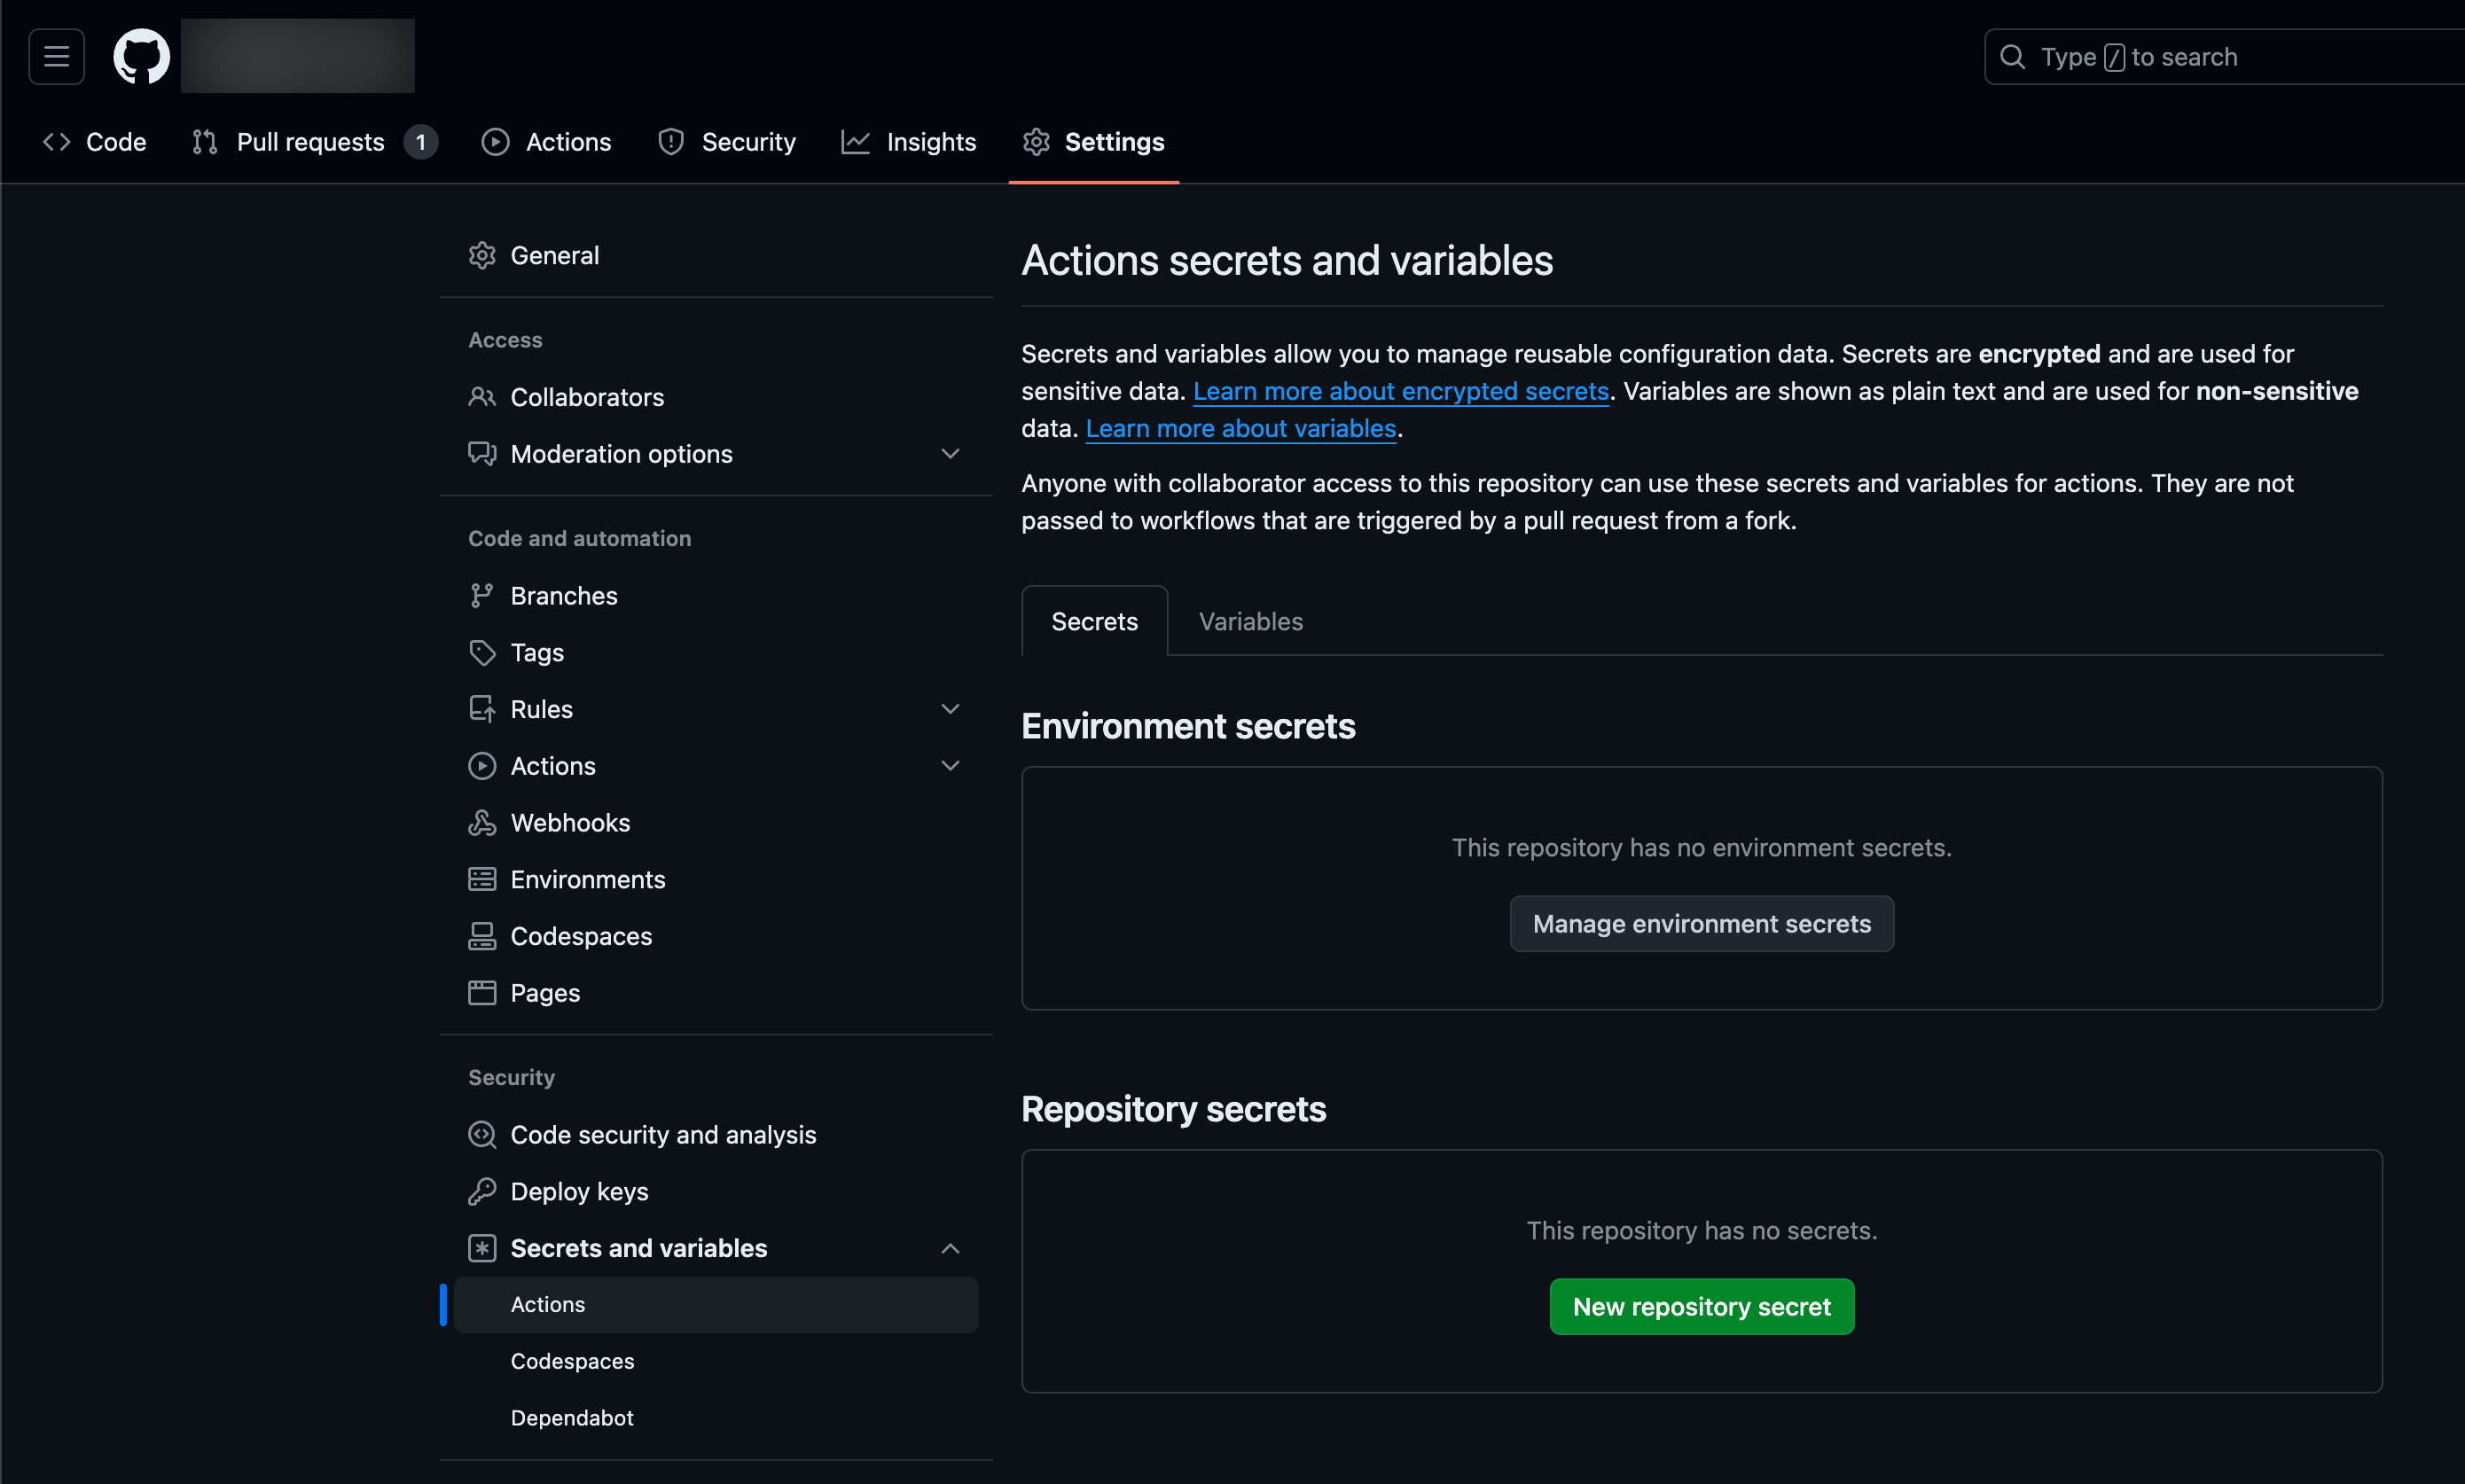 Type / to search
Code
Pull requests 1
Actions
Security
Insights
Settings
General
Access
Collaborators
Moderation options
Code and automation
Branches
Tags
Rules
Actions
Webhooks
Environments
Codespaces
Pages
Security
Code security and analysis
Deploy keys
Secrets and variables
Actions
Codespaces
Dependabot
Actions secrets and variables
Secrets and variables allow you to manage reusable configuration data. Secrets are encrypted and are used for
sensitive data. Learn more about encrypted secrets. Variables are shown as plain text and are used for non-sensitive
data. Learn more about variables.
Anyone with collaborator access to this repository can use these secrets and variables for actions. They are not
passed to workflows that are triggered by a pull request from a fork.
Secrets
Variables
Environment secrets
This repository has no environment secrets.
Manage environment secrets
Repository secrets
This repository has no secrets.
New repository secret